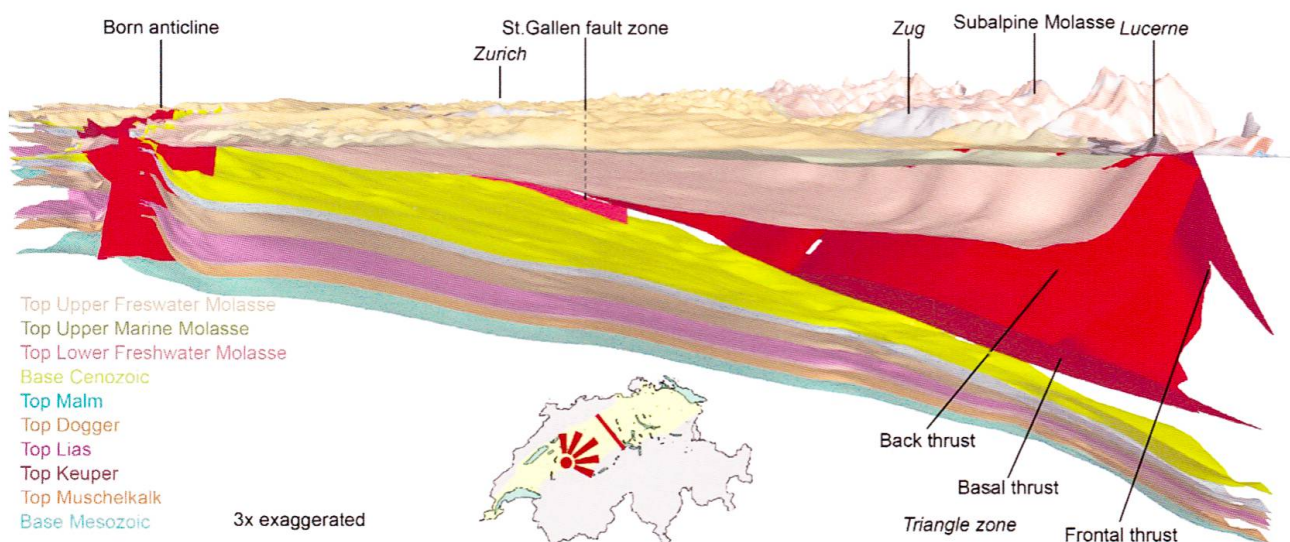 Born anticline
St.Gallen fault zone
Zurich
Zug
Subalpine Molasse
Lucerne
Top Upper Freswater Molasse
Top Upper Marine Molasse
Top Lower Freshwater Molasse
Base Cenozoic
Top Malm
Top Dogger
Top Lias
Top Keuper
Top Muschelkalk
Base Mesozoic
3x exaggerated
Back thrust
Basal thrust
Triangle zone
Frontal thrust